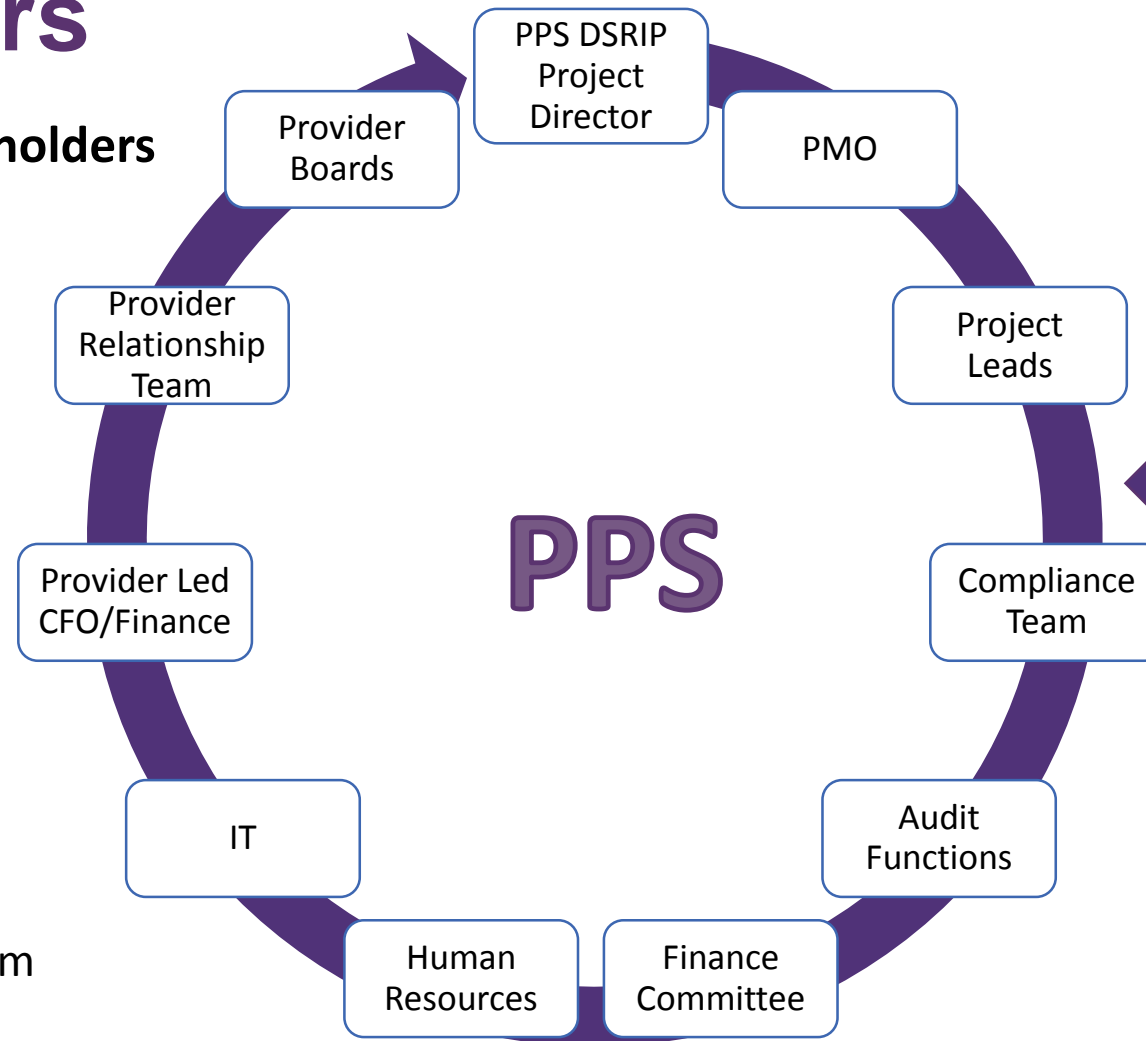 rs
holders
PPS DSRIP
Project
Director
PMO
Project
Leads
Compliance
Team
Audit
Functions
Finance
Committee
Human
Resources
IT
Provider Led
CFO/Finance
Provider
Relationship
Team
Provider
Boards
PPS
m